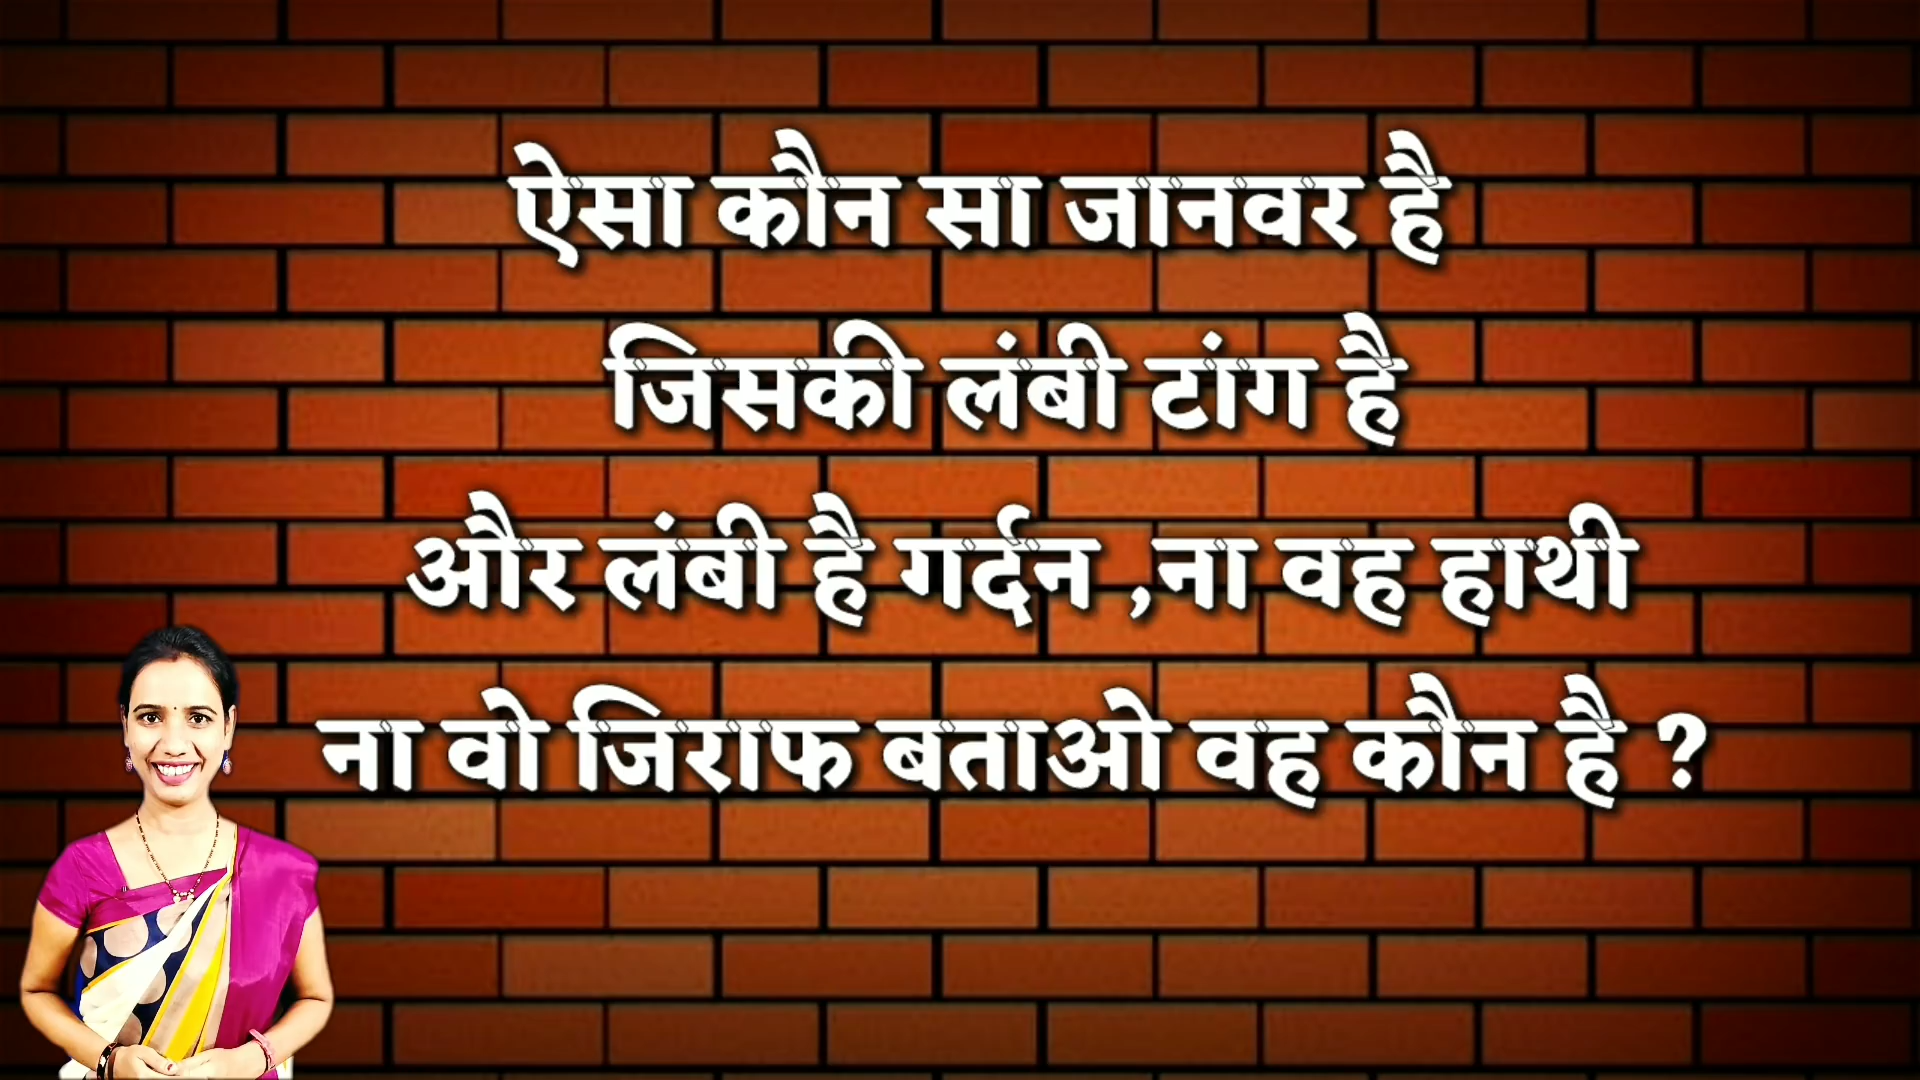 ऐसा कौन सा जानवर है
जिसकी लंबी टांग है
और लंबी है गर्दन ,ना वह हाथी
ना वो जिराफ बताओ वह कौन है ?